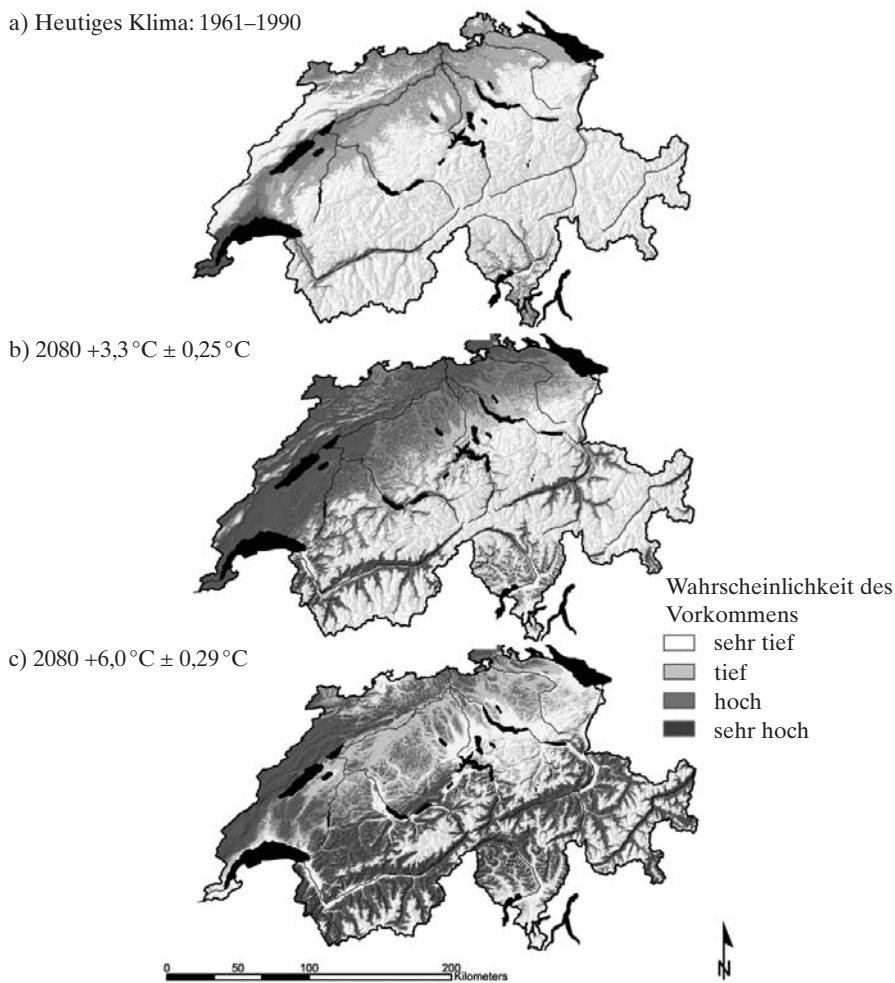 a) Heutiges Klima: 1961–1990
b) 2080 +3,3 °C ± 0,25 °C
Wahrscheinlichkeit des
Vorkommens
sehr tief
tief
hoch
sehr hoch
c) 2080 +6,0 °C ± 0,29 °C
0 50 100 200
Kilometers
N